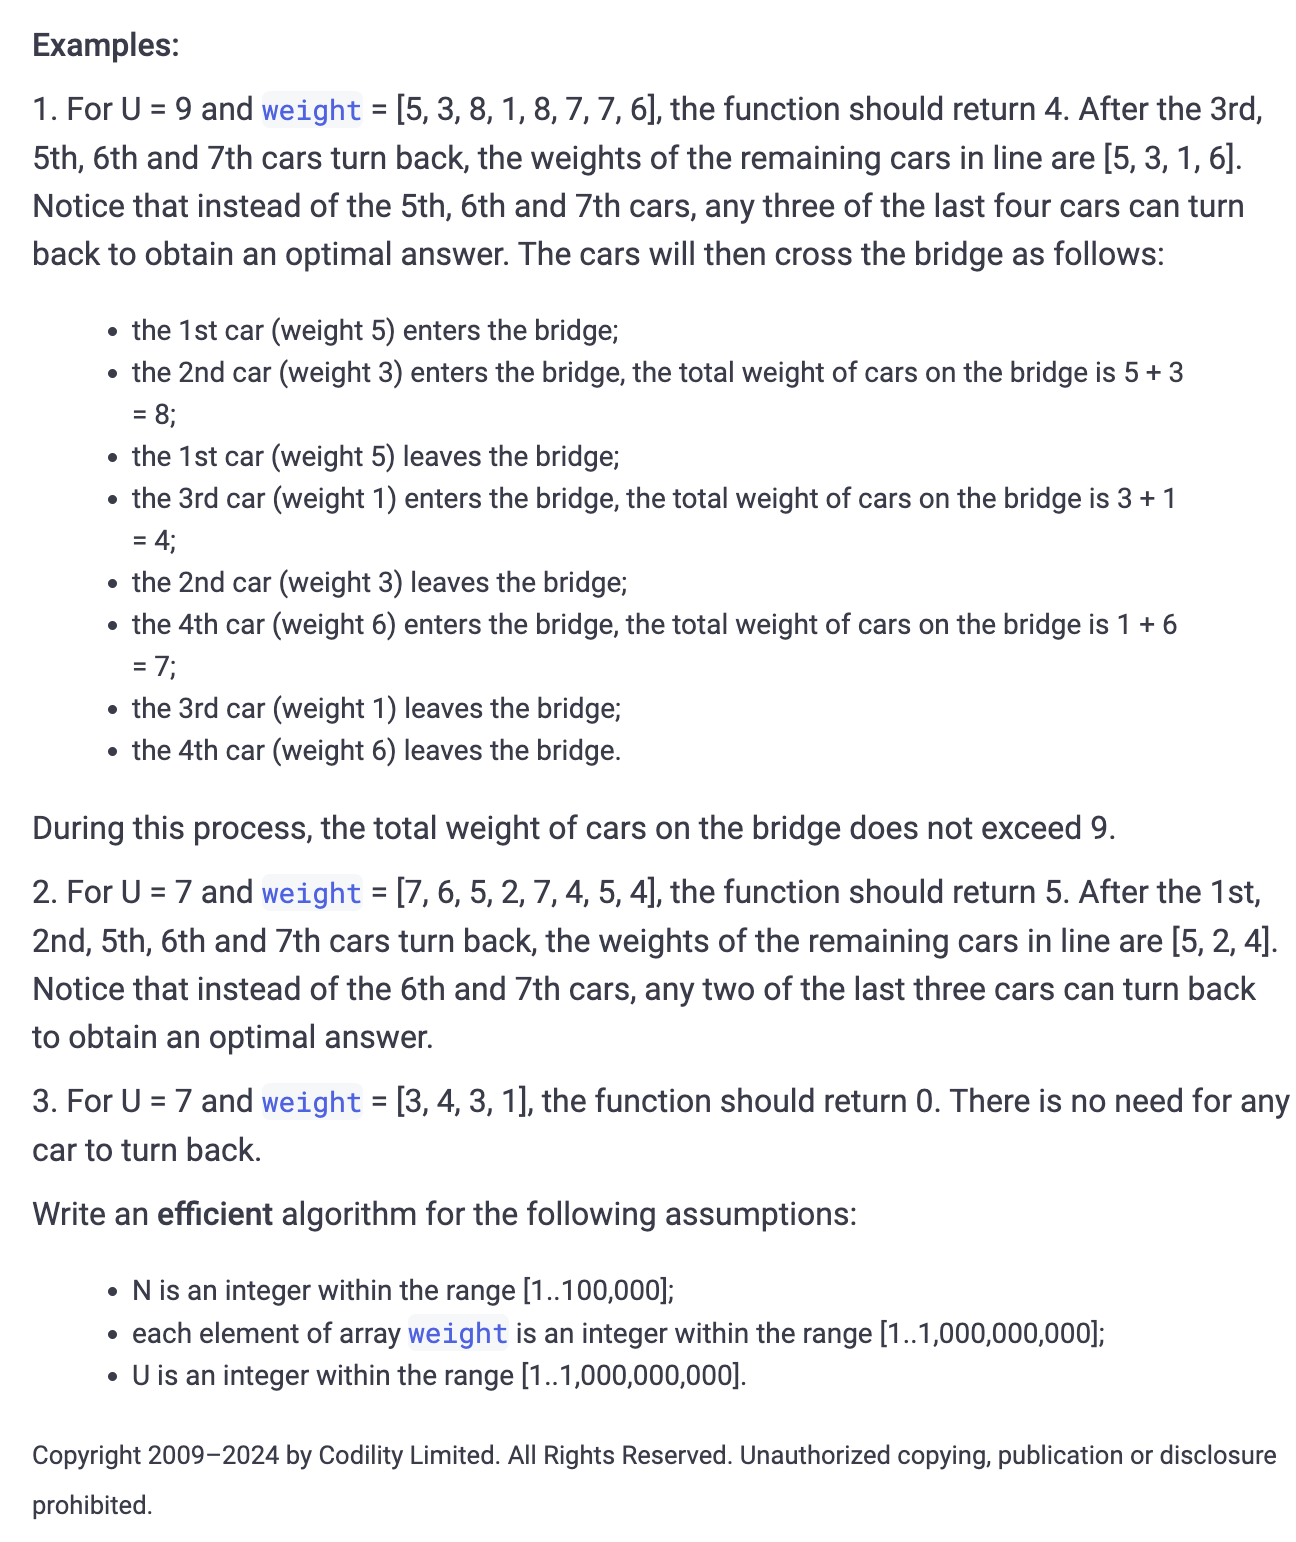 Examples:
1. For U = 9 and weight = [5, 3, 8, 1, 8, 7, 7, 6], the function should return 4. After the 3rd,
5th, 6th and 7th cars turn back, the weights of the remaining cars in line are [5, 3, 1, 6].
Notice that instead of the 5th, 6th and 7th cars, any three of the last four cars can turn
back to obtain an optimal answer. The cars will then cross the bridge as follows:
• the 1st car (weight 5) enters the bridge;
• the 2nd car (weight 3) enters the bridge, the total weight of cars on the bridge is 5 + 3
= 8;
• the 1st car (weight 5) leaves the bridge;
• the 3rd car (weight 1) enters the bridge, the total weight of cars on the bridge is 3 + 1
= 4;
• the 2nd car (weight 3) leaves the bridge;
• the 4th car (weight 6) enters the bridge, the total weight of cars on the bridge is 1 + 6
= 7;
• the 3rd car (weight 1) leaves the bridge;
• the 4th car (weight 6) leaves the bridge.
During this process, the total weight of cars on the bridge does not exceed 9.
2. For U = 7 and weight = [7, 6, 5, 2, 7, 4, 5, 4], the function should return 5. After the 1st,
2nd, 5th, 6th and 7th cars turn back, the weights of the remaining cars in line are [5, 2, 4].
Notice that instead of the 6th and 7th cars, any two of the last three cars can turn back
to obtain an optimal answer.
3. For U = 7 and weight = [3, 4, 3, 1], the function should return 0. There is no need for any
car to turn back.
Write an efficient algorithm for the following assumptions:
• N is an integer within the range [1..100,000];
• each element of array weight is an integer within the range [1..1,000,000,000];
• U is an integer within the range [1..1,000,000,000].
Copyright 2009–2024 by Codility Limited. All Rights Reserved. Unauthorized copying, publication or disclosure
prohibited.